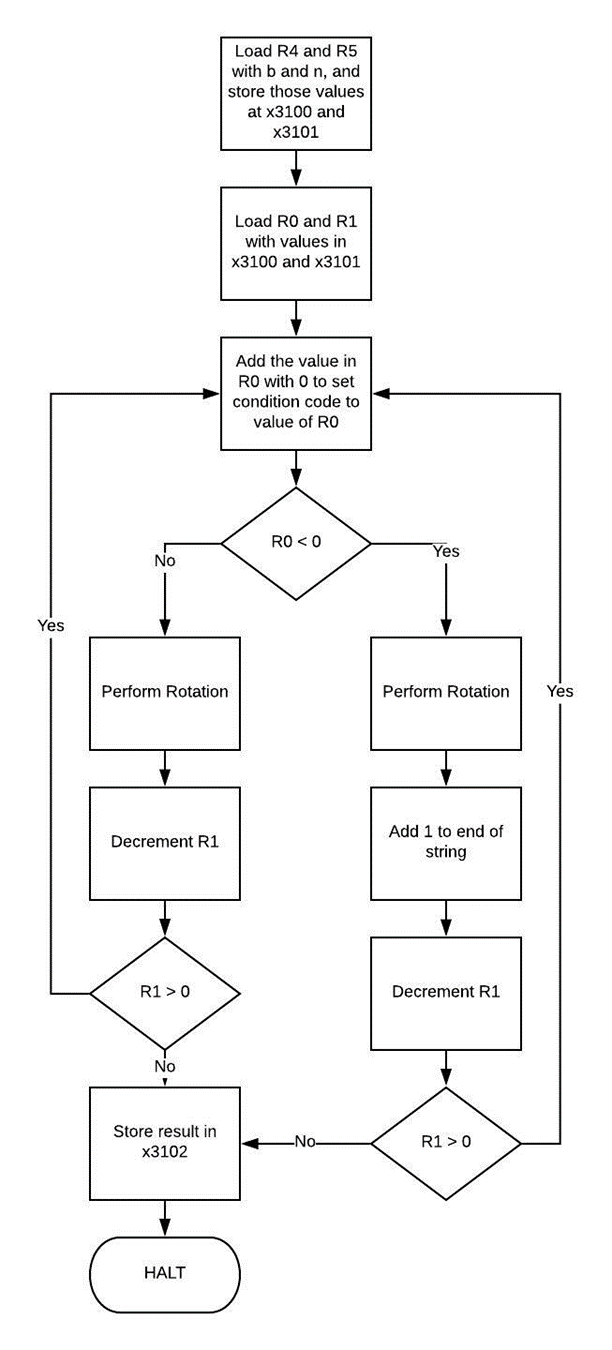 Load R4 and R5
with b and n, and
store those values
at x3100 and
x3101
Load R0 and R1
with values in
x3100 and x3101
Add the value in
R0 with 0 to set
condition code to
value of R0
R0 < 0
No
Yes
Yes
Perform Rotation
Perform Rotation
Yes
Decrement R1
Add 1 to end of
string
R1 > 0
Decrement R1
No
Store result in
x3102
No
R1 > 0
HALT